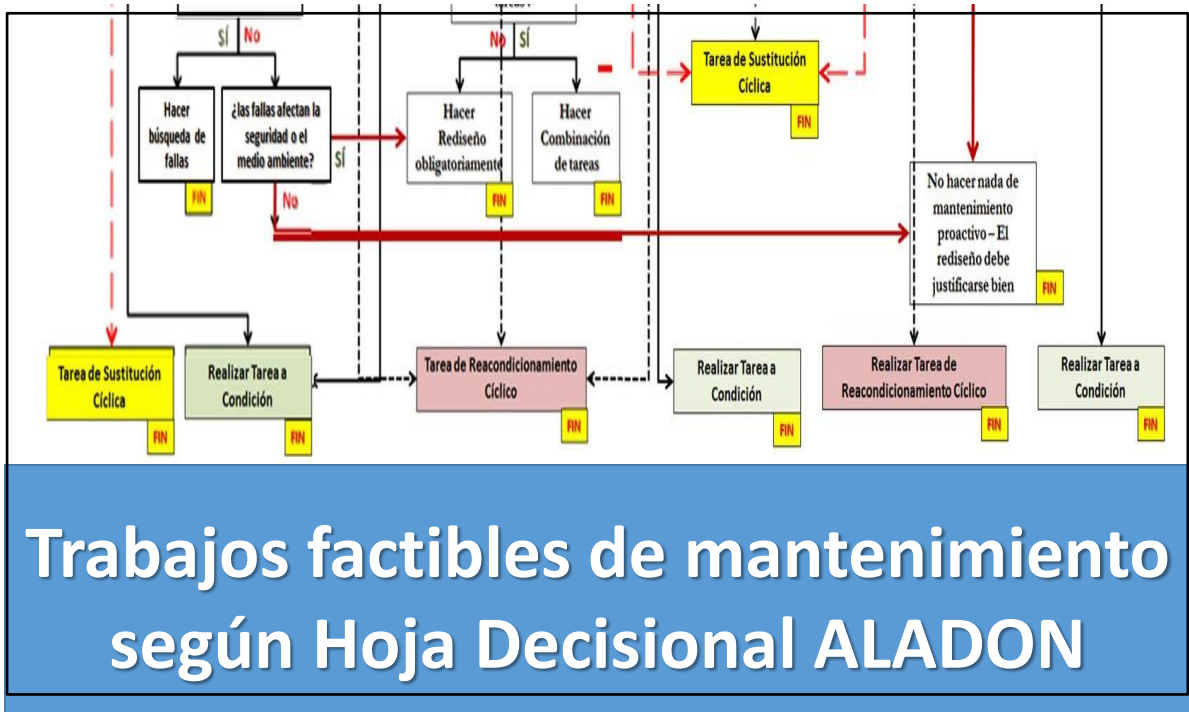 SÍ
No
No
SÍ
Tarea de Sustitución
Cíclica
FIN
Hacer
búsqueda de
fallas
FIN
¿las fallas afectan la
seguridad o el
medio ambiente?
SÍ
No
Hacer
Rediseño
obligatoriamente
FIN
Hacer
Combinación
de tareas
FIN
No hacer nada de
mantenimiento
proactivo – El
rediseño debe
justificarse bien
FIN
Tarea de Sustitución
Cíclica
FIN
Realizar Tarea a
Condición
FIN
Tarea de Reacondicionamiento
Cíclico
FIN
Realizar Tarea a
Condición
FIN
Realizar Tarea de
Reacondicionamiento Cíclico
FIN
Realizar Tarea a
Condición
FIN
Trabajos factibles de mantenimiento
según Hoja Decisional ALADON